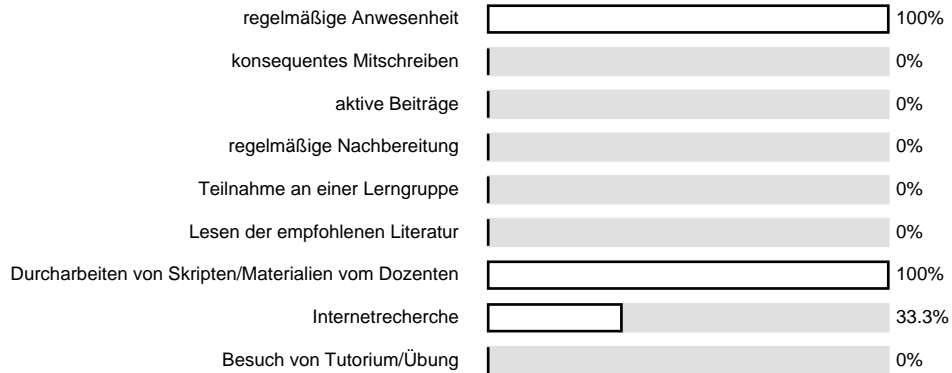 regelmäßige Anwesenheit 100%
konsequentes Mitschreiben 0%
aktive Beiträge 0%
regelmäßige Nachbereitung 0%
Teilnahme an einer Lerngruppe 0%
Lesen der empfohlenen Literatur 0%
Durcharbeiten von Skripten/Materialien vom Dozenten 100%
Internetrecherche 33.3%
Besuch von Tutorium/Übung 0%